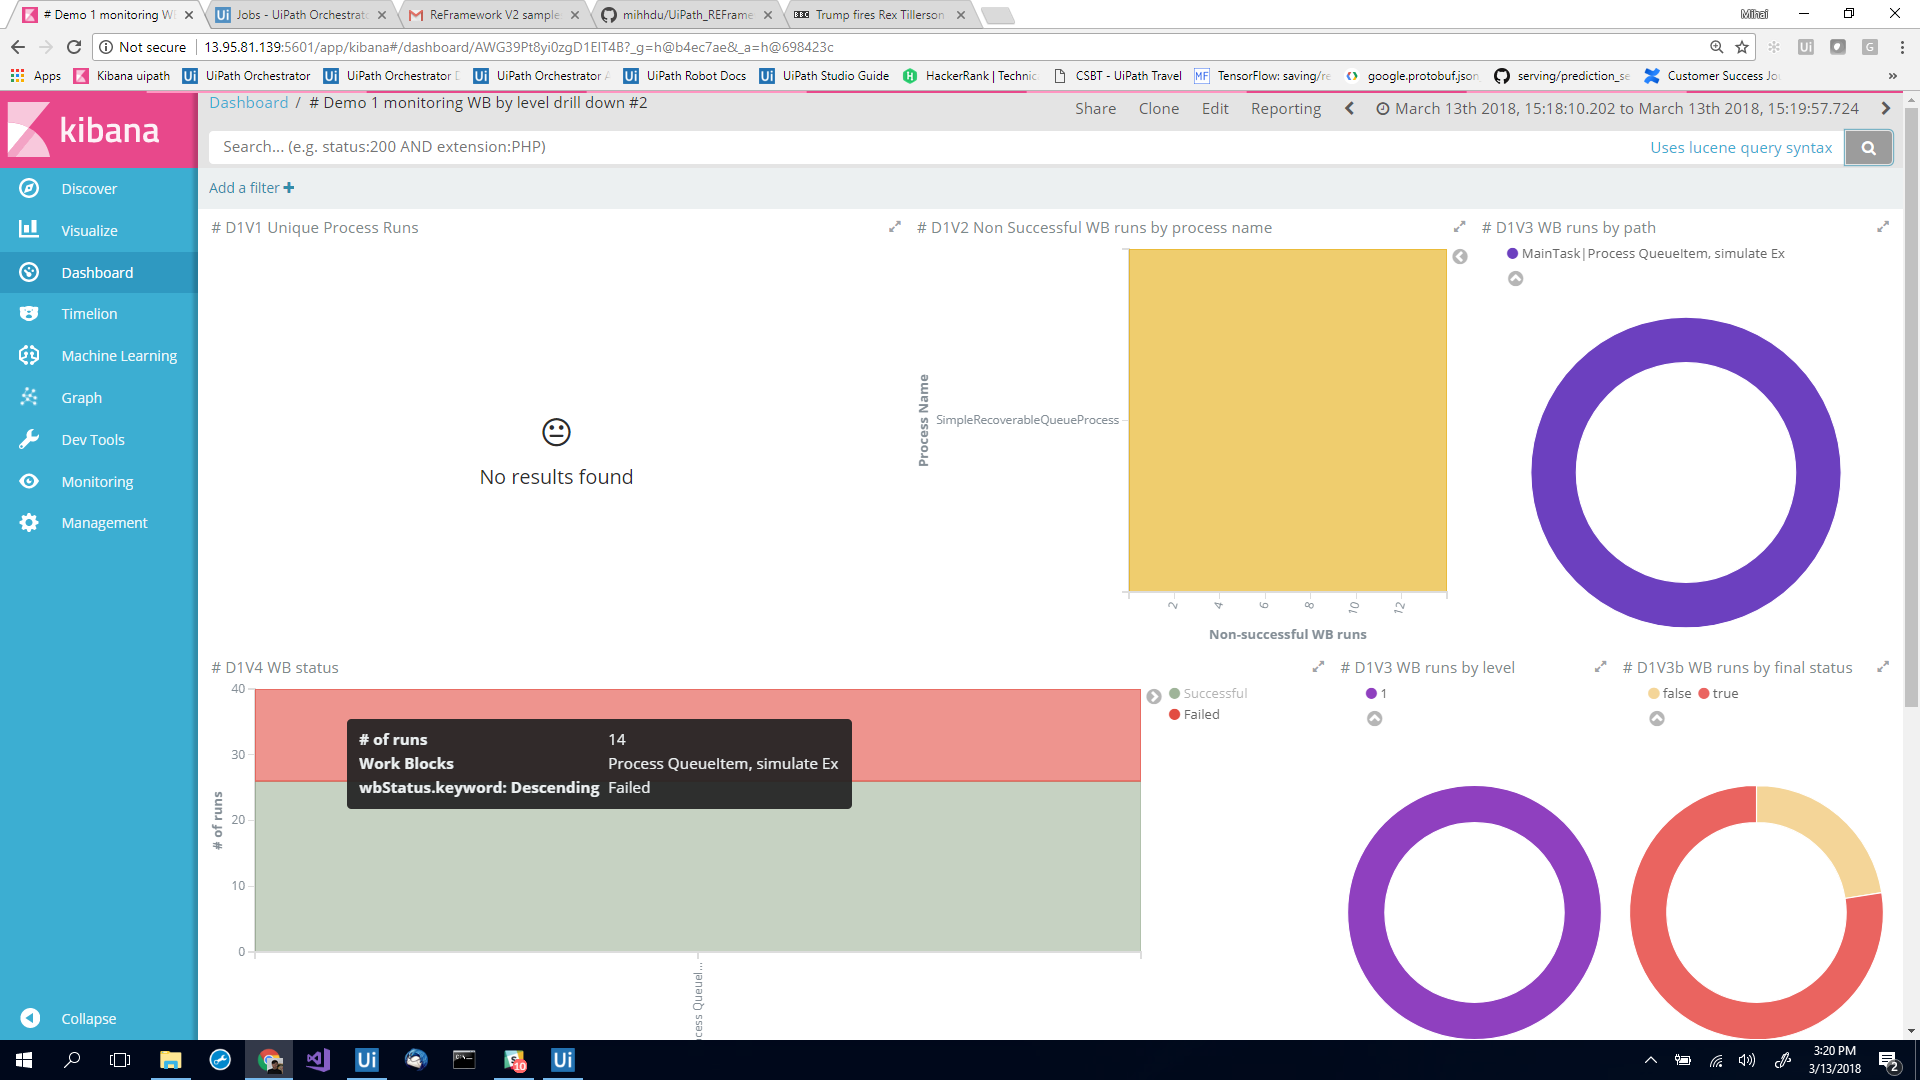 # Demo 1 monitoring W
Jobs - UiPath Orchestrat
ReFramework V2 sample
mihhdu/UiPath_REFrame
BBC Trump fires Rex Tillerson
Mihai
Not secure 13.95.81.139:5601/app/kibana#/dashboard/AWG39Pt8yi0zgD1EIT4B?_g=h@b4ec7ae&_a=h@698423c
Apps Kibana uipath UiPath Orchestrator UiPath Orchestrator UiPath Orchestrator UiPath Robot Docs UiPath Studio Guide HackerRank | Technic CSBT - UiPath Travel MF TensorFlow: saving/re google.protobuf.json serving/prediction_se Customer Success Jou »
kibana
Discover
Visualize
Dashboard
Timelion
Machine Learning
Graph
Dev Tools
Monitoring
Management
Collapse
Dashboard / # Demo 1 monitoring WB by level drill down #2
Share Clone Edit Reporting March 13th 2018, 15:18:10.202 to March 13th 2018, 15:19:57.724
Search... (e.g. status:200 AND extension:PHP) Uses lucene query syntax
Add a filter +
# D1V1 Unique Process Runs
No results found
# D1V2 Non Successful WB runs by process name
Process Name
SimpleRecoverableQueueProcess
2 4 6 8 10 12
Non-successful WB runs
# D1V3 WB runs by path
MainTask|Process QueueItem, simulate Ex
# D1V4 WB status
# of runs
40
30
20
10
0
# of runs 14
Work Blocks Process QueueItem, simulate Ex
wbStatus.keyword: Descending Failed
Successful
Failed
# D1V3 WB runs by level
1
# D1V3b WB runs by final status
false true
10
3:20 PM
3/13/2018
2